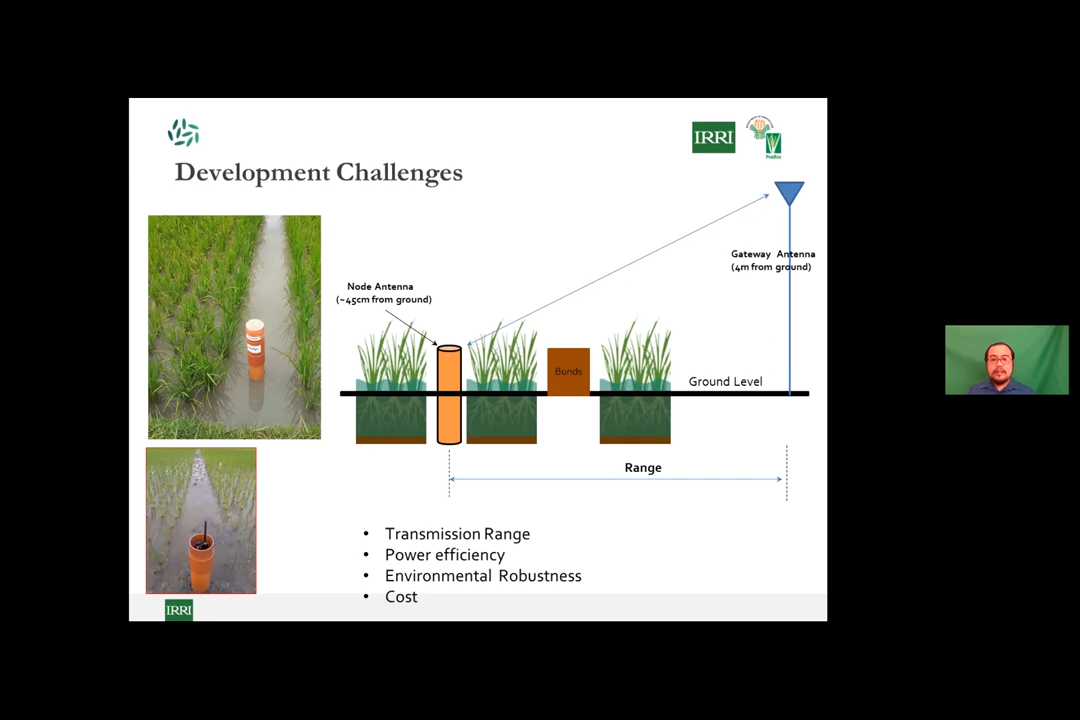 IRRI
Development Challenges
Gateway Antenna
(4m from ground)
Node Antenna
(~45cm from ground)
Bunds
Ground Level
Range
• Transmission Range
• Power efficiency
• Environmental Robustness
• Cost
IRRI